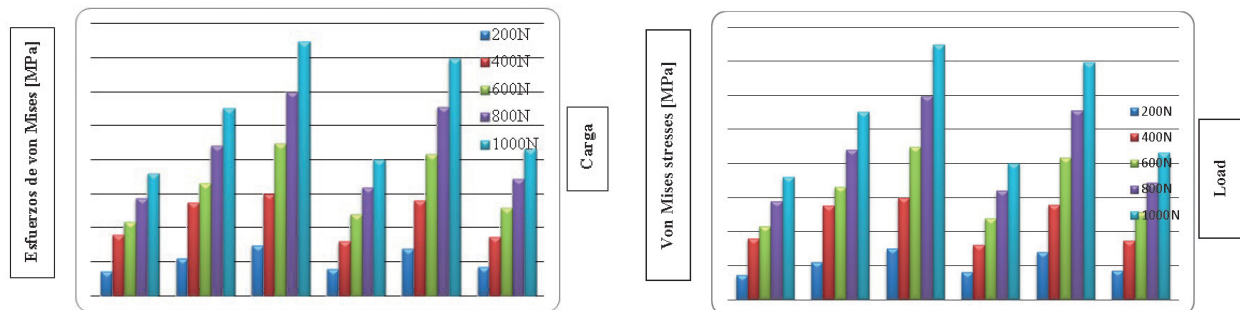 Esfuerzos de von Mises [MPa]
200N
400N
600N
800N
1000N
Carga
Von Mises stresses [MPa]
200N
400N
600N
800N
1000N
Load